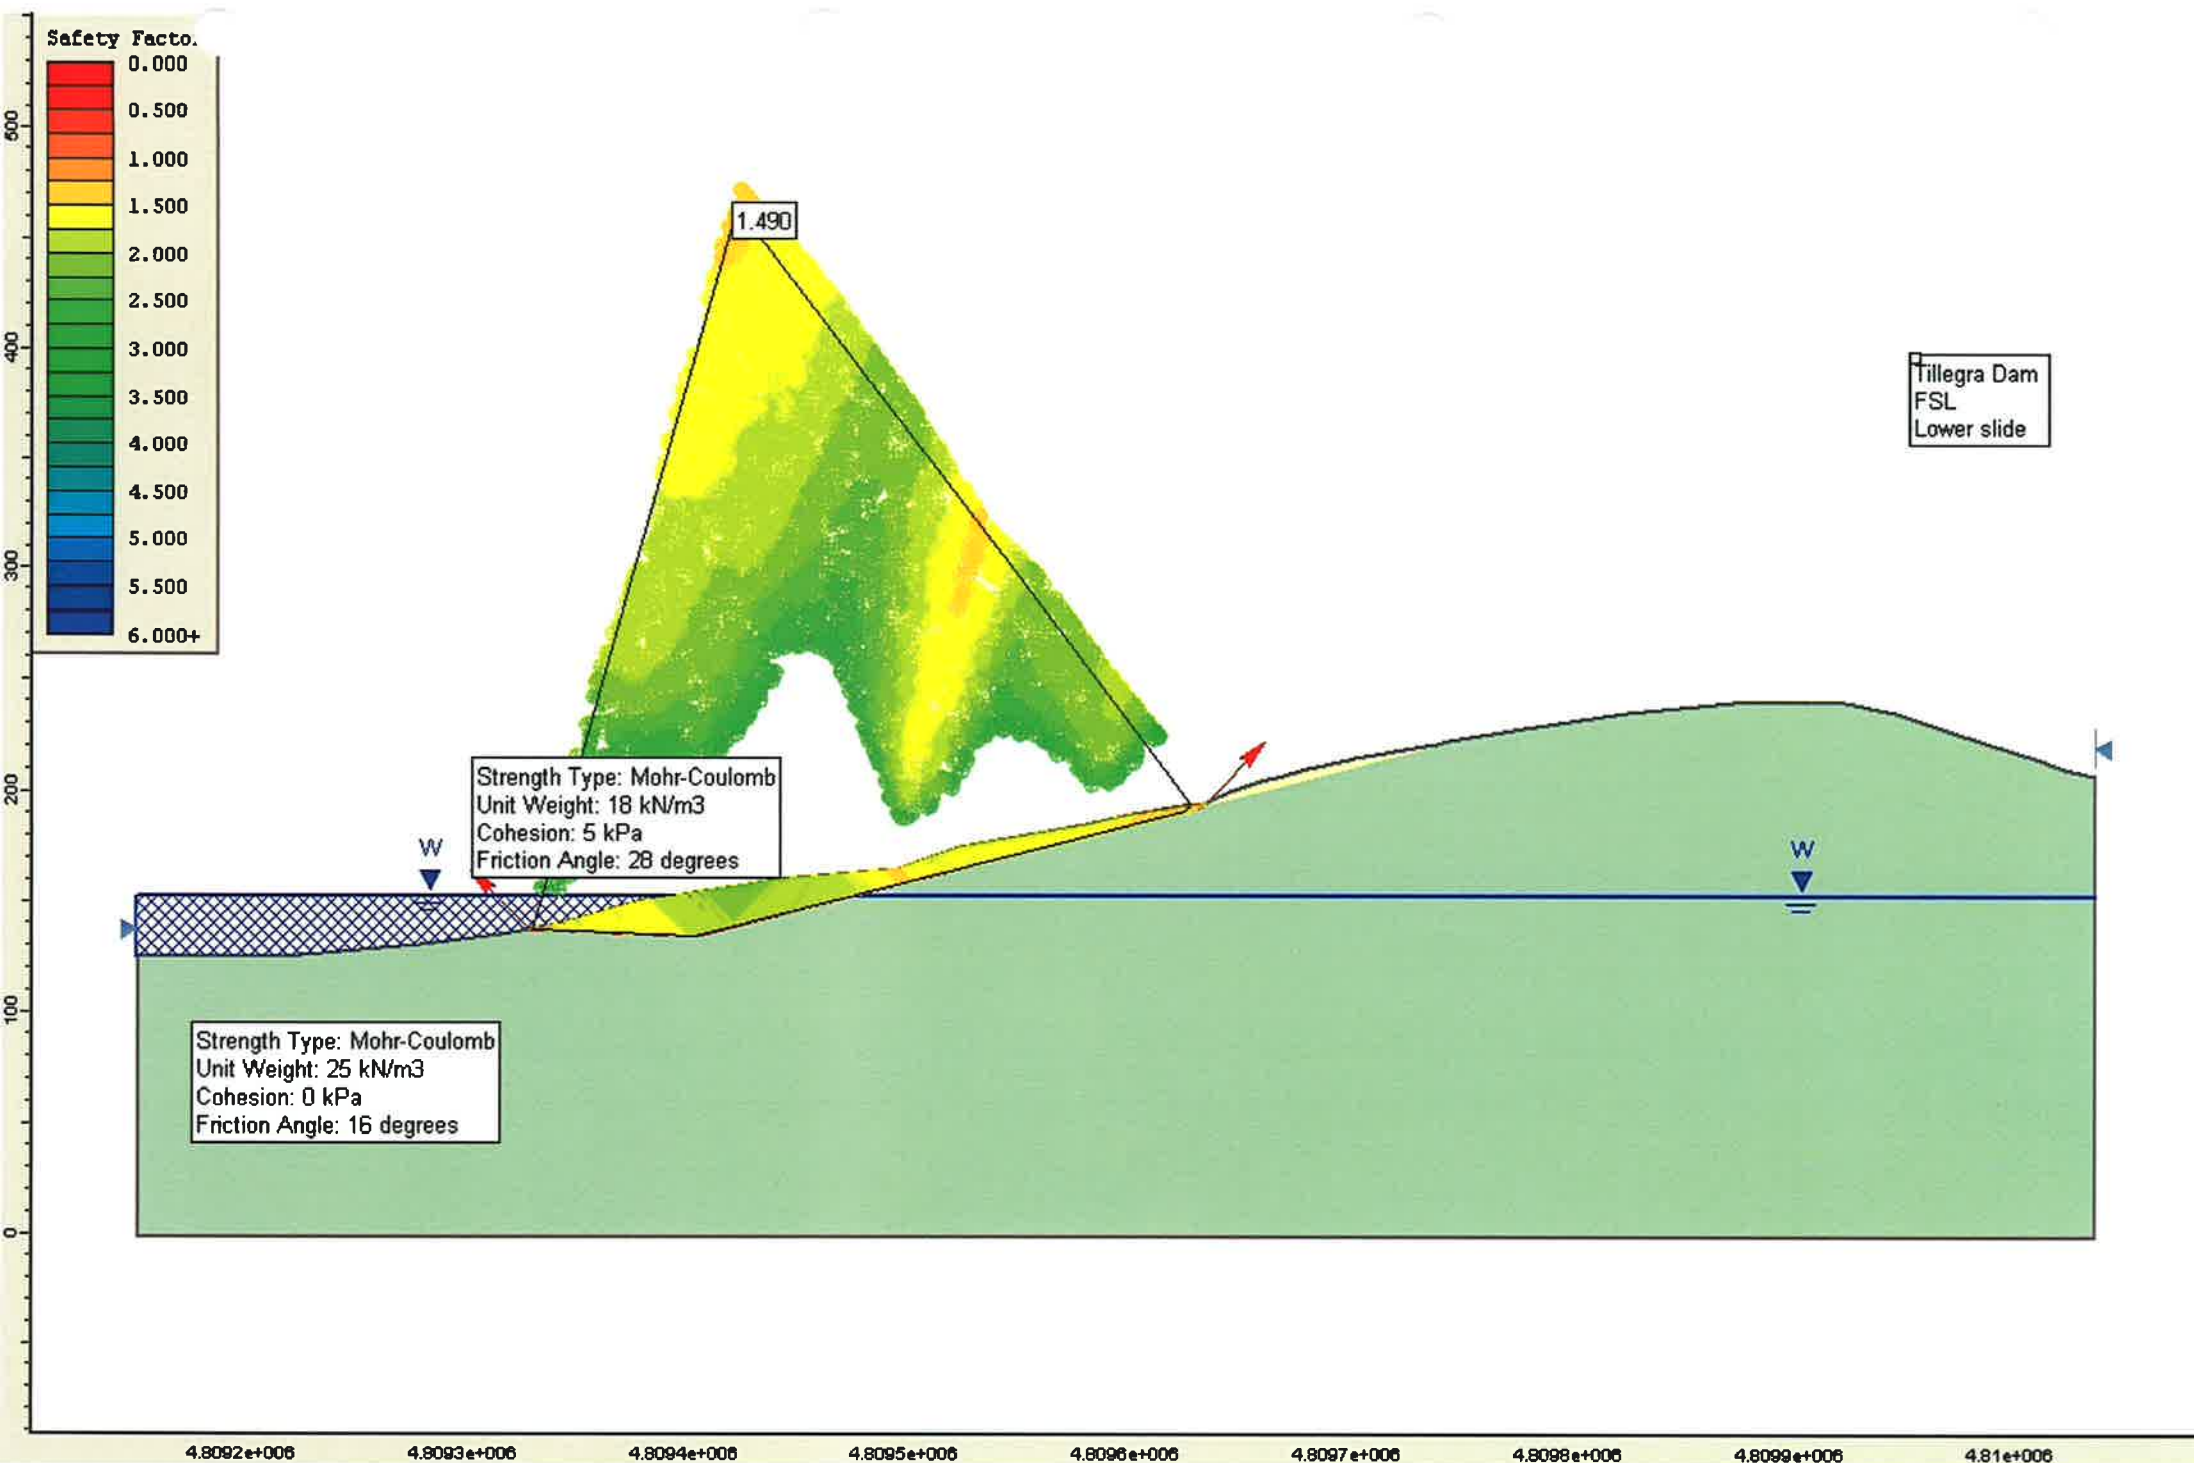 Safety Facto
0.000
0.500
1.000
1.500
2.000
2.500
3.000
3.500
4.000
4.500
5.000
5.500
6.000+
500
400
300
200
100
0
1.490
Tillegra Dam
FSL
Lower slide
Strength Type: Mohr-Coulomb
Unit Weight: 18 kN/m3
Cohesion: 5 kPa
Friction Angle: 28 degrees
W
W
Strength Type: Mohr-Coulomb
Unit Weight: 25 kN/m3
Cohesion: 0 kPa
Friction Angle: 16 degrees
4.8092e+006 4.8093e+006 4.8094e+006 4.8095e+006 4.8096e+006 4.8097e+006 4.8098e+006 4.8099e+006 4.81e+006